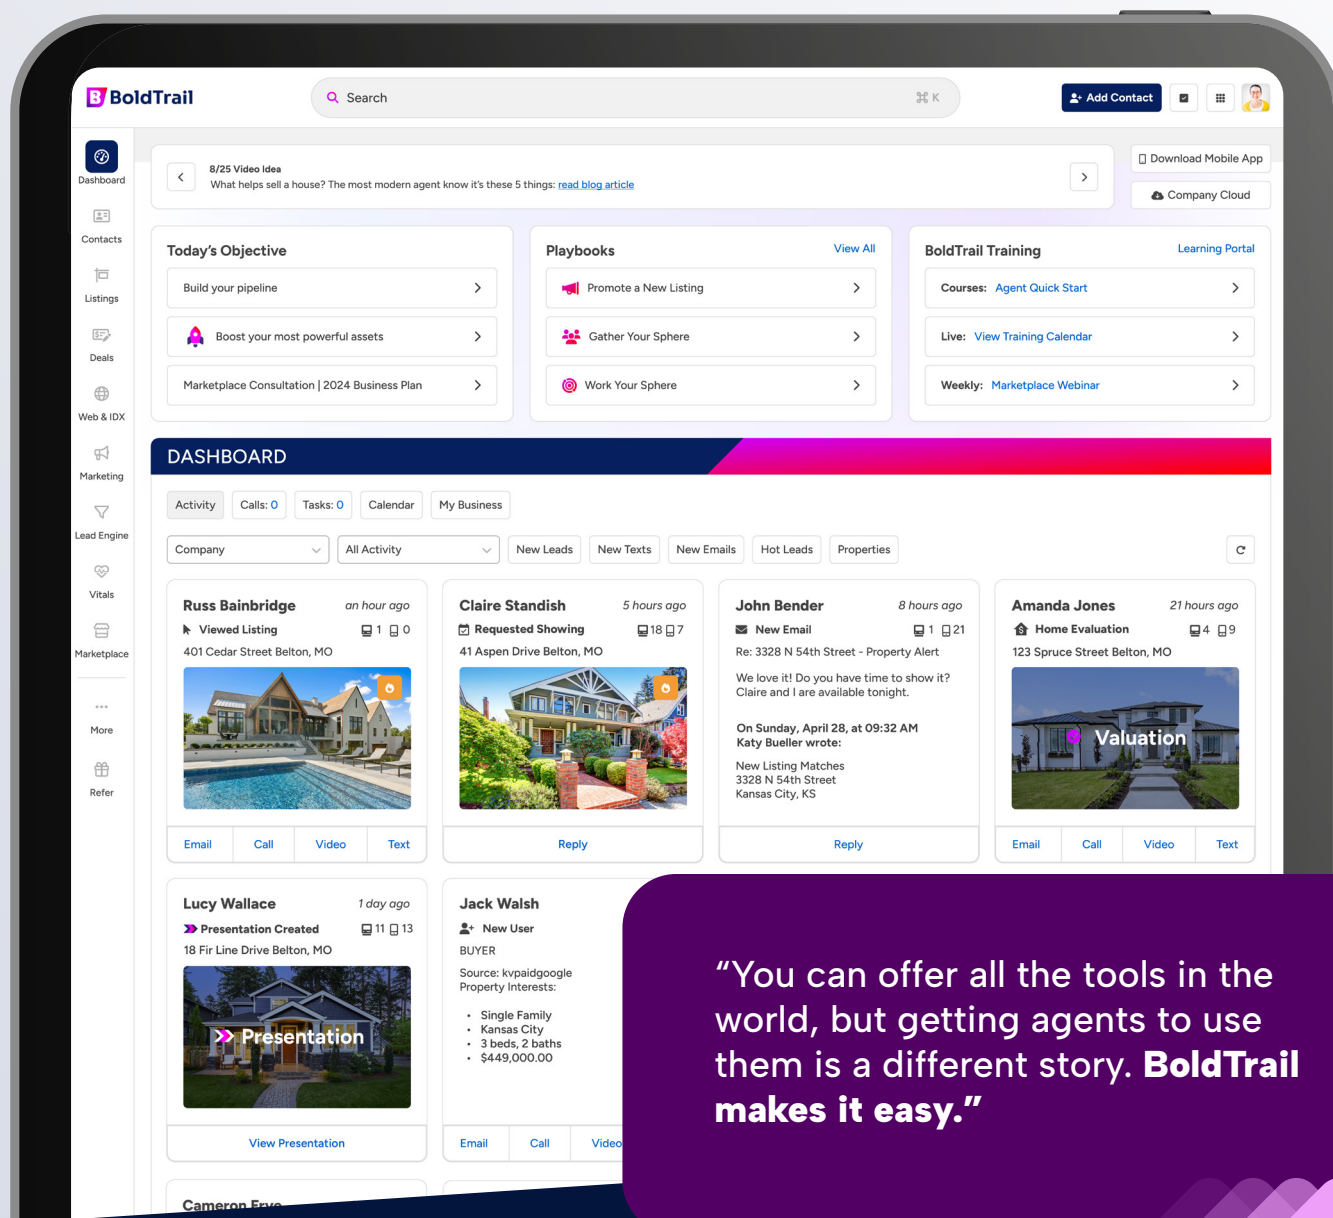 BoldTrail
Search
⌘ K
Add Contact
Dashboard
Contacts
Listings
Deals
Web & IDX
Marketing
Lead Engine
Vitals
Marketplace
More
Refer
8/25 Video Idea
What helps sell a house? The most modern agent know it's these 5 things: read blog article
Download Mobile App
Company Cloud
Today's Objective
Build your pipeline
Boost your most powerful assets
Marketplace Consultation | 2024 Business Plan
Playbooks
View All
Promote a New Listing
Gather Your Sphere
Work Your Sphere
BoldTrail Training
Learning Portal
Courses: Agent Quick Start
Live: View Training Calendar
Weekly: Marketplace Webinar
DASHBOARD
Activity
Calls: 0
Tasks: 0
Calendar
My Business
Company
All Activity
New Leads
New Texts
New Emails
Hot Leads
Properties
Russ Bainbridge
an hour ago
Viewed Listing
1 0
401 Cedar Street Belton, MO
Email Call Video Text
Claire Standish
5 hours ago
Requested Showing
18 7
41 Aspen Drive Belton, MO
Reply
John Bender
8 hours ago
New Email
1 21
Re: 3328 N 54th Street - Property Alert
We love it! Do you have time to show it?
Claire and I are available tonight.
On Sunday, April 28, at 09:32 AM
Katy Bueller wrote:
New Listing Matches
3328 N 54th Street
Kansas City, KS
Reply
Amanda Jones
21 hours ago
Home Evaluation
4 9
123 Spruce Street Belton, MO
Valuation
Email Call Video Text
Lucy Wallace
1 day ago
Presentation Created
11 13
18 Fir Line Drive Belton, MO
Presentation
View Presentation
Jack Walsh
New User
BUYER
Source: kvpaidgoogle
Property Interests:
• Single Family
• Kansas City
• 3 beds, 2 baths
• $449,000.00
Email Call Video
Cameron Frye
“You can offer all the tools in the
world, but getting agents to use
them is a different story. BoldTrail
makes it easy.”